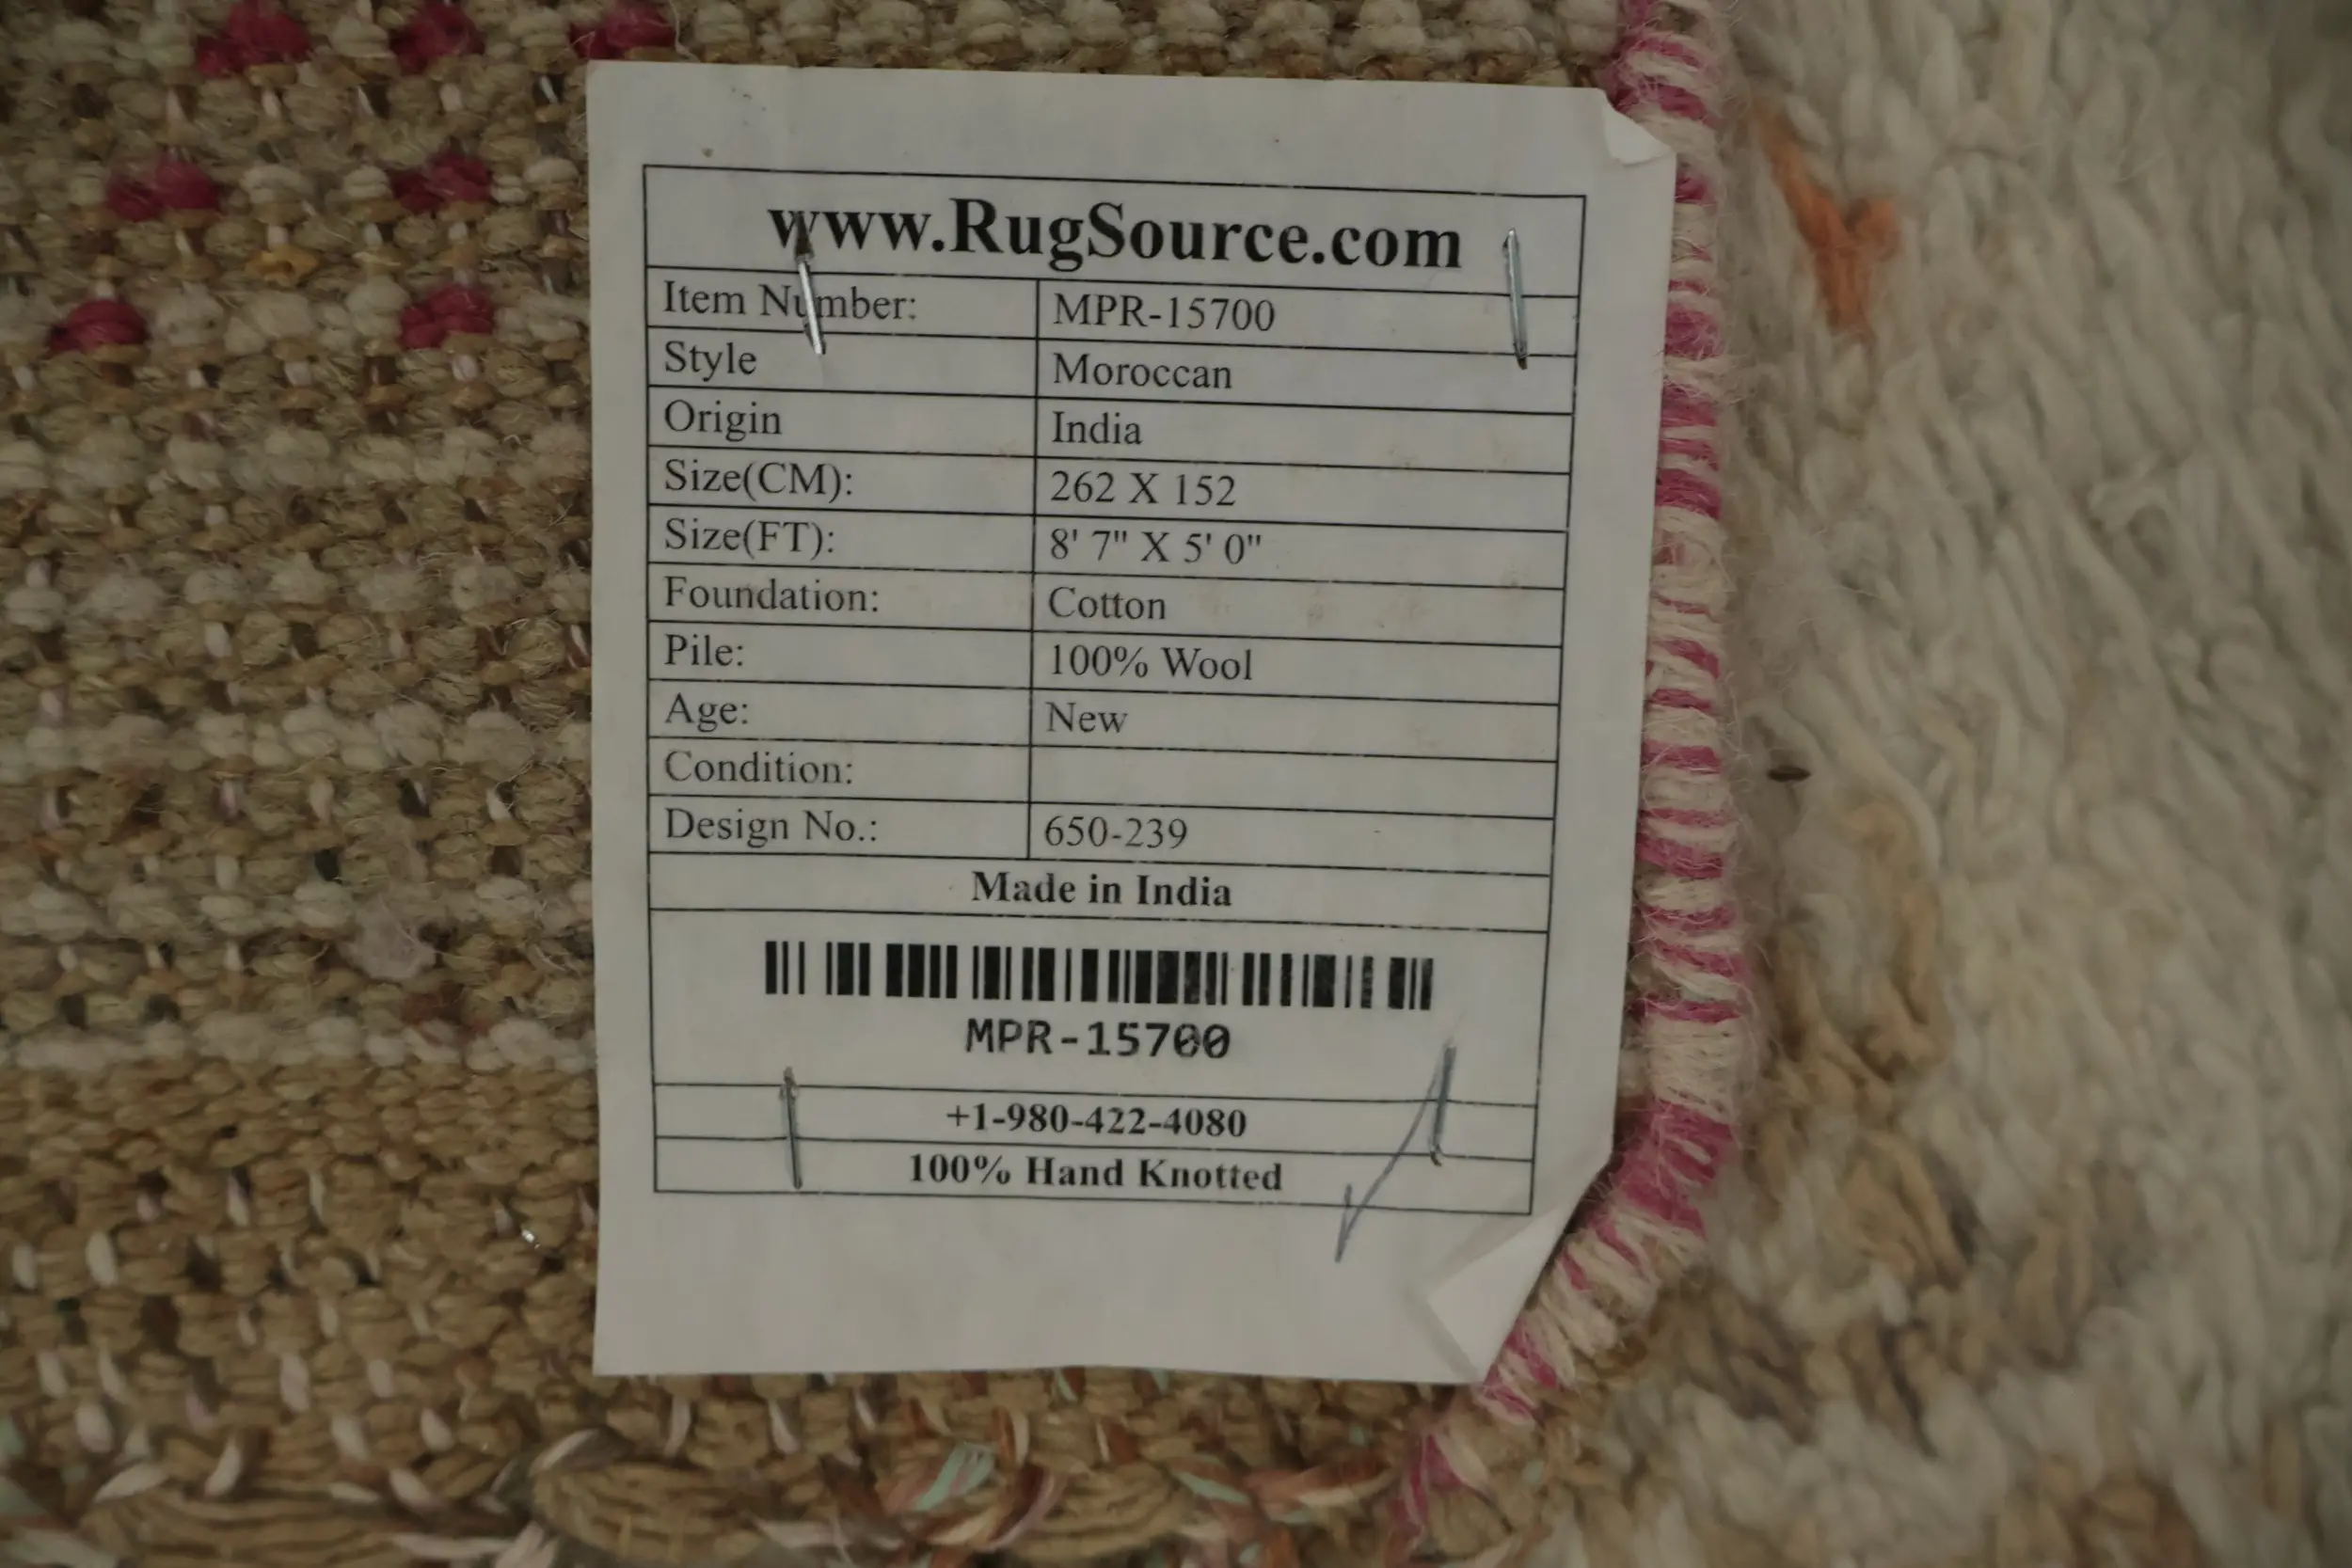 www.RugSource.com
Item Number: MPR-15700
Style Moroccan
Origin India
Size(CM): 262 X 152
Size(FT): 8' 7" X 5' 0"
Foundation: Cotton
Pile: 100% Wool
Age: New
Condition:
Design No.: 650-239
Made in India
MPR-15700
+1-980-422-4080
100% Hand Knotted